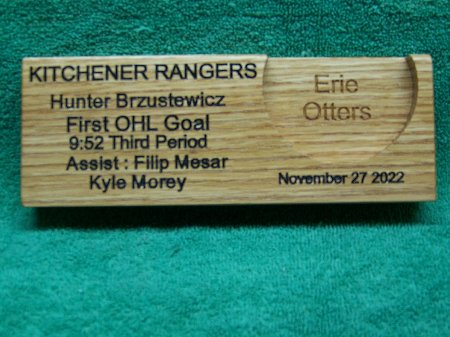 KITCHENER RANGERS
Hunter Brzustewicz
First OHL Goal
9:52 Third Period
Assist : Filip Mesar
Kyle Morey
Erie
Otters
November 27 2022